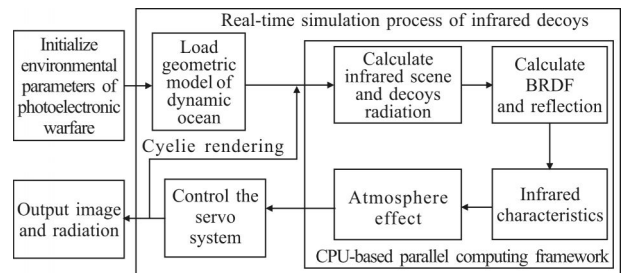 Real-time simulation process of infrared decoys
Initialize
environmental
parameters of
photoelectronic
warfare
Load
geometric
model of
dynamic
ocean
Calculate
infrared scene
and decoys
radiation
Calculate
BRDF
and reflection
Cyelie rendering
Output image
and radiation
Control the
servo
system
Atmosphere
effect
Infrared
characteristics
CPU-based parallel computing framework